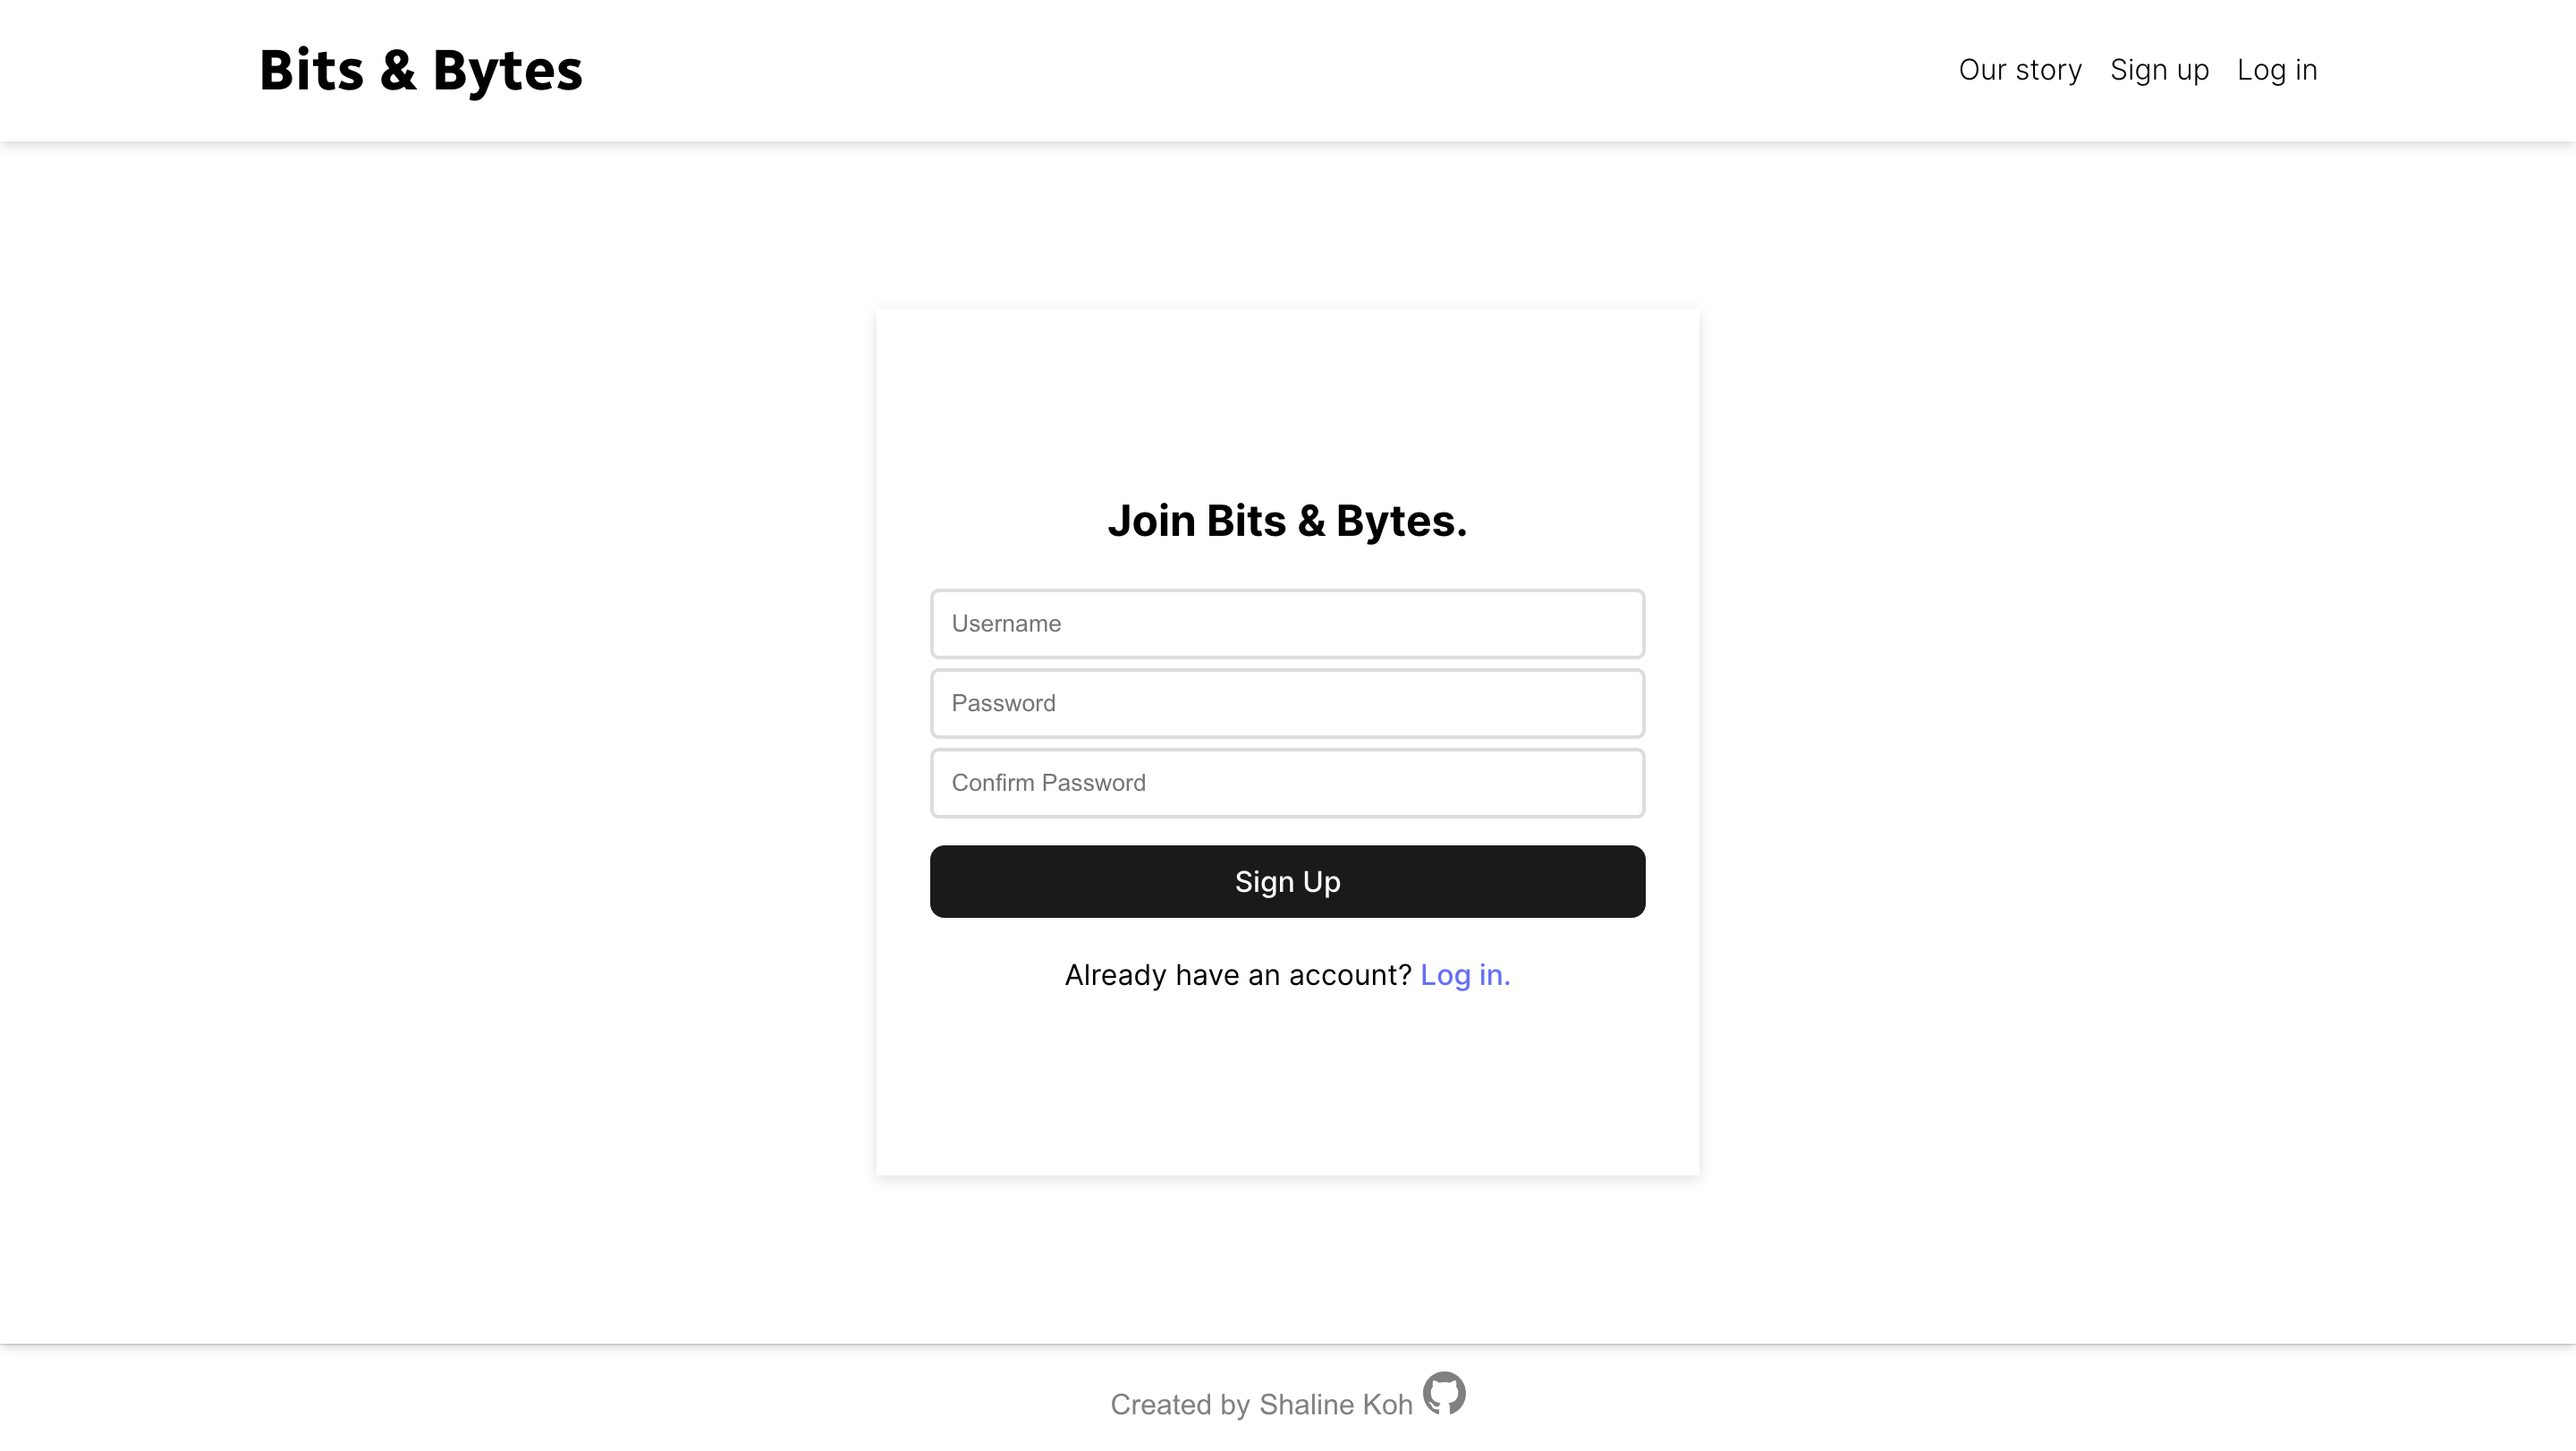 Bits & Bytes
Our story Sign up Log in
Join Bits & Bytes.
Username
Password
Confirm Password
Sign Up
Already have an account? Log in.
Created by Shaline Koh